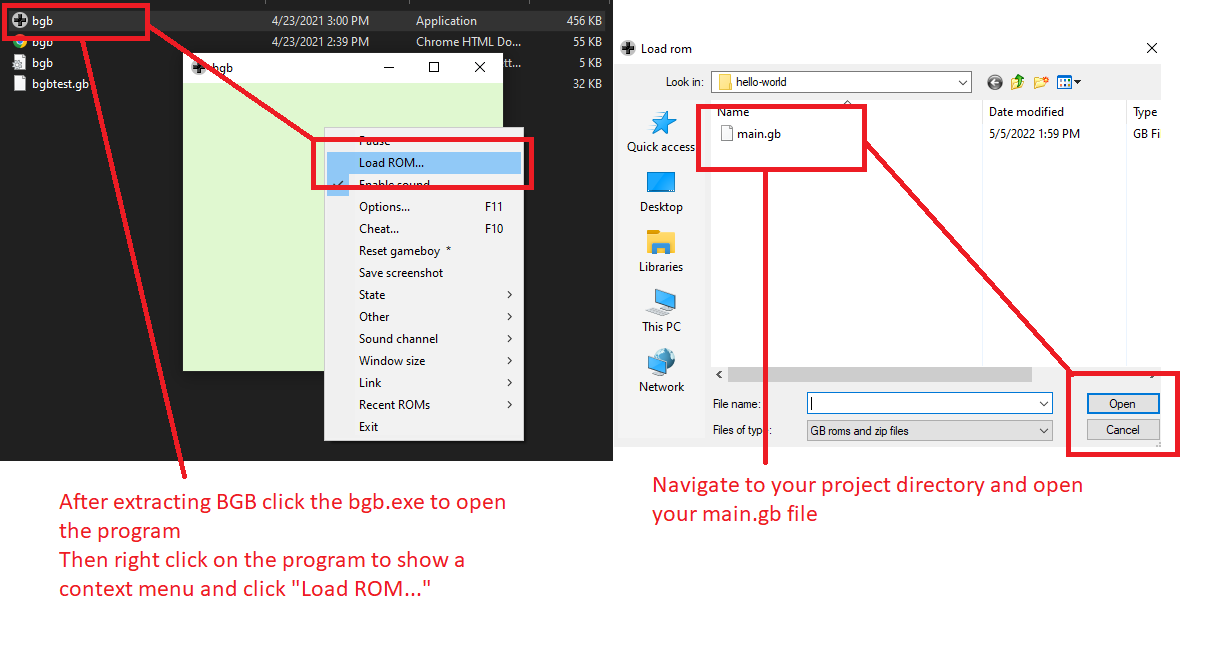 bgb 4/23/2021 3:00 PM Application 456 KB
bgb 4/23/2021 2:39 PM Chrome HTML Do... 55 KB
bgb tt... 5 KB
bgbtest.gb 32 KB
bgb
Pause
Load ROM...
Enable sound
Options... F11
Cheat... F10
Reset gameboy *
Save screenshot
State
Other
Sound channel
Window size
Link
Recent ROMs
Exit
After extracting BGB click the bgb.exe to open
the program
Then right click on the program to show a
context menu and click "Load ROM..."
Load rom
Look in: hello-world
Name Date modified Type
main.gb 5/5/2022 1:59 PM GB Fi
Quick access
Desktop
Libraries
This PC
Network
File name: Open
Files of type: GB roms and zip files Cancel
Navigate to your project directory and open
your main.gb file